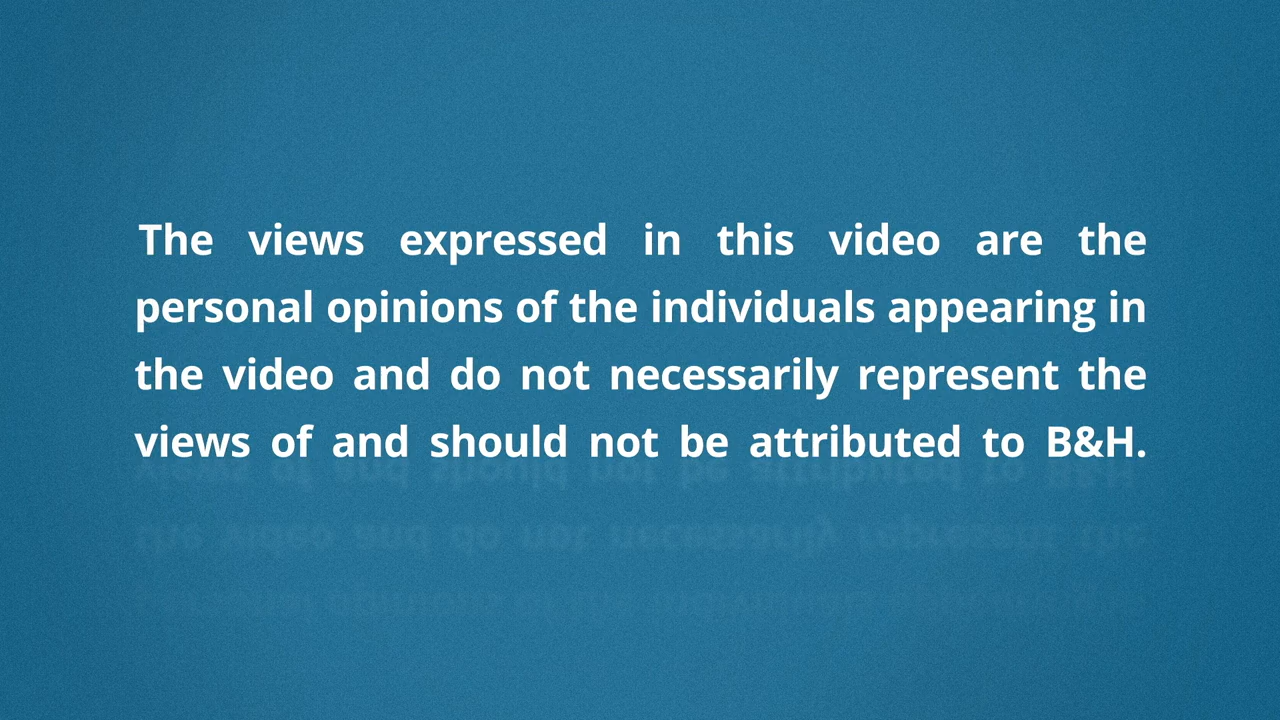 The views expressed in this video are the
personal opinions of the individuals appearing in
the video and do not necessarily represent the
views of and should not be attributed to B&H.